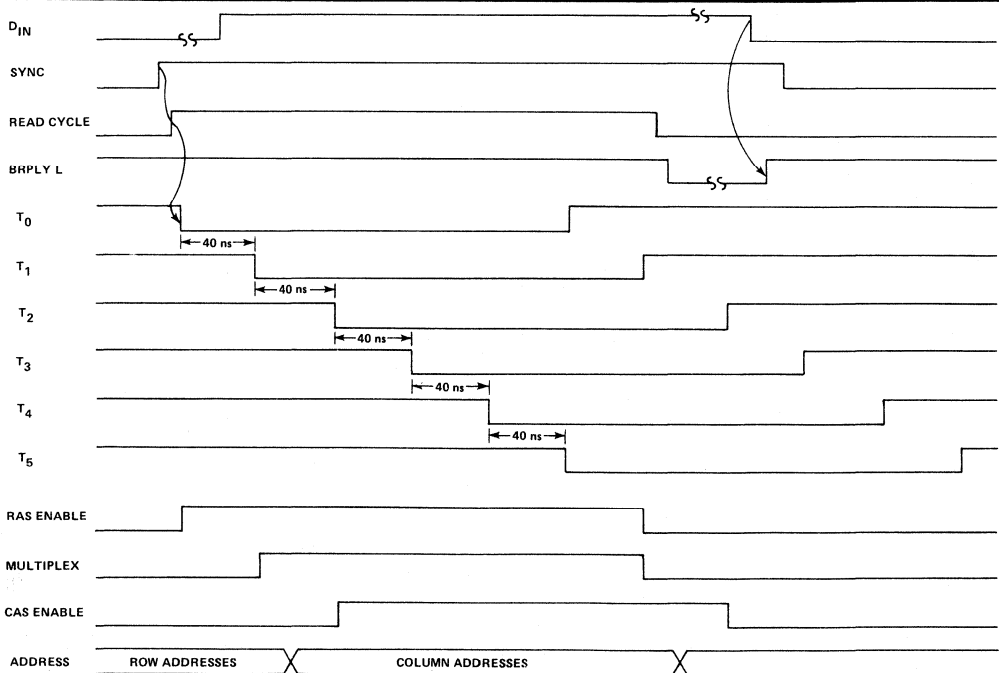 DIN
SYNC
READ CYCLE
BRPLY L
T0
40 ns
T1
40 ns
T2
40 ns
T3
40 ns
T4
40 ns
T5
RAS ENABLE
MULTIPLEX
CAS ENABLE
ADDRESS ROW ADDRESSES COLUMN ADDRESSES